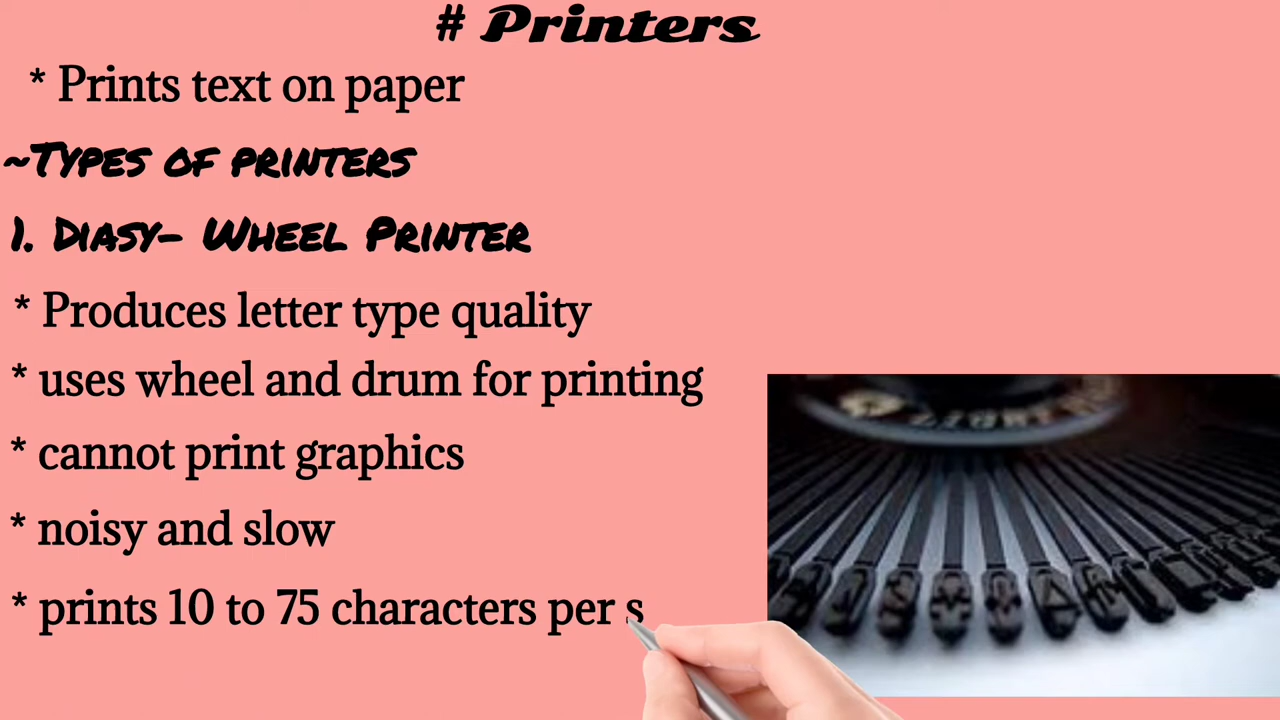 # Printers
* Prints text on paper
~Types of printers
1. Diasy- Wheel Printer
* Produces letter type quality
* uses wheel and drum for printing
* cannot print graphics
* noisy and slow
* prints 10 to 75 characters per s